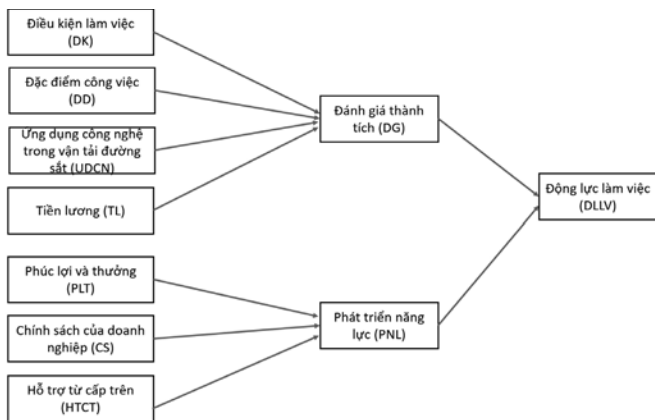 Điều kiện làm việc
(DK)
Đặc điểm công việc
(DD)
Ứng dụng công nghệ
trong vận tải đường
sắt (UDCN)
Tiền lương (TL)
Phúc lợi và thưởng
(PLT)
Chính sách của doanh
nghiệp (CS)
Hỗ trợ từ cấp trên
(HTCT)
Đánh giá thành
tích (DG)
Phát triển năng
lực (PNL)
Động lực làm việc
(DLLV)